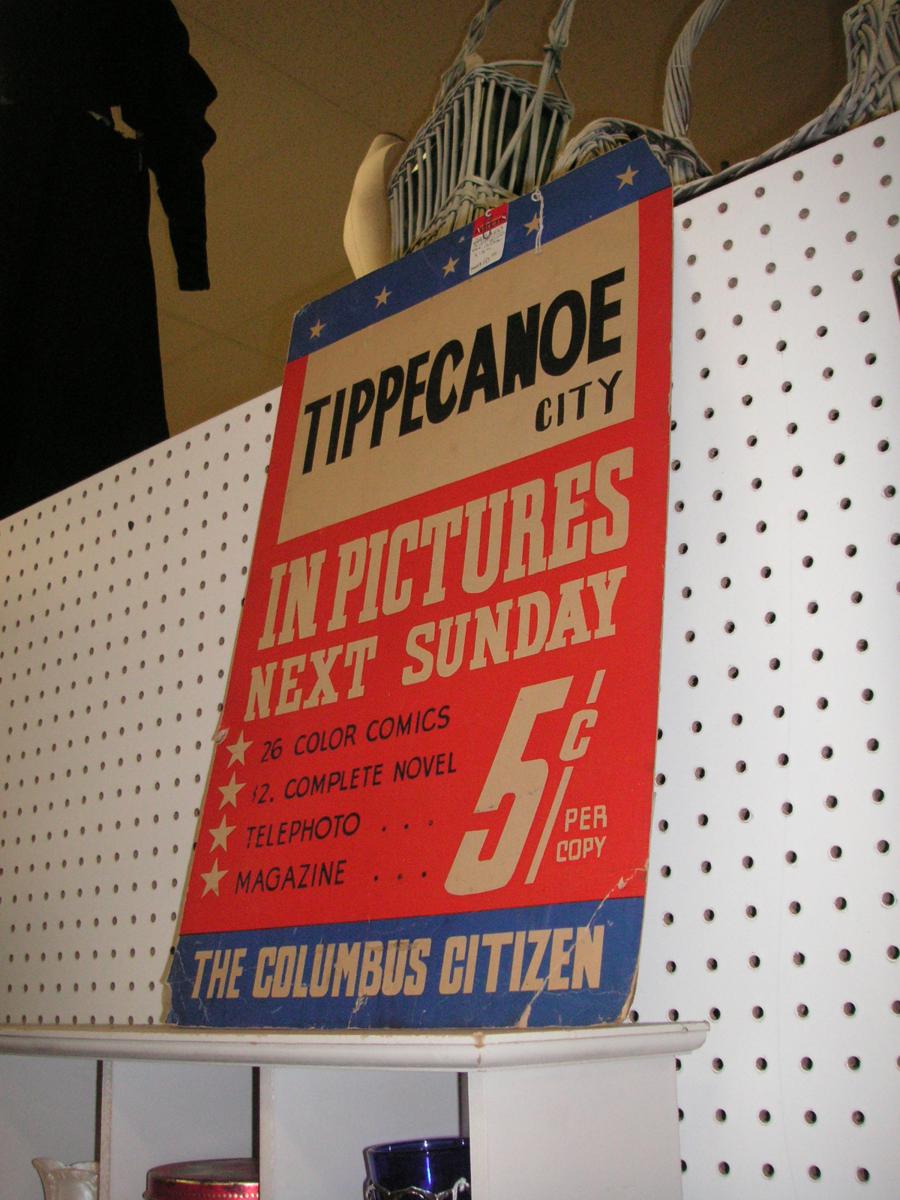 TIPPECANOE
CITY
IN PICTURES
NEXT SUNDAY
26 COLOR COMICS
$2. COMPLETE NOVEL
TELEPHOTO . . .
MAGAZINE . . .
5¢
PER
COPY
THE COLUMBUS CITIZEN